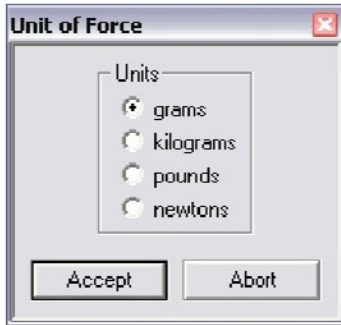 Unit of Force
Units
grams
kilograms
pounds
newtons
Accept Abort